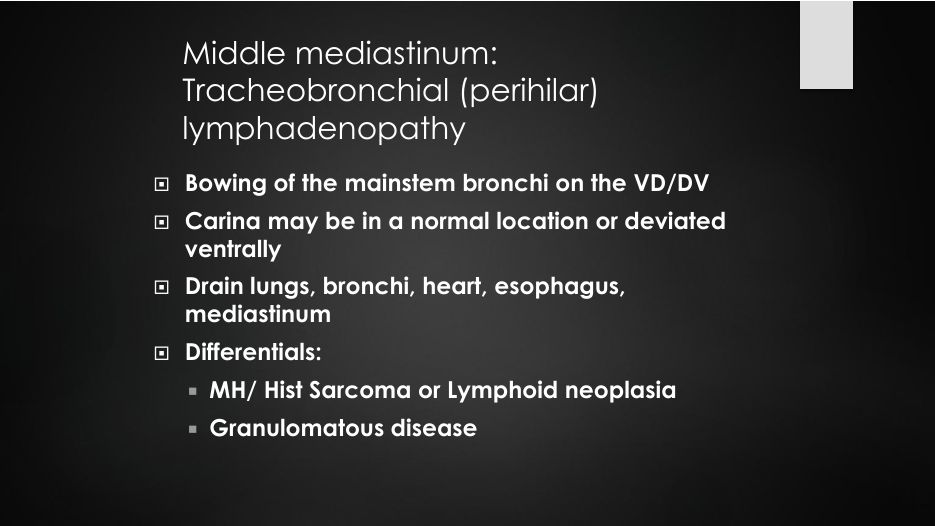 Middle mediastinum:
Tracheobronchial (perihilar)
lymphadenopathy
Bowing of the mainstem bronchi on the VD/DV
Carina may be in a normal location or deviated
ventrally
Drain lungs, bronchi, heart, esophagus,
mediastinum
Differentials:
MH/ Hist Sarcoma or Lymphoid neoplasia
Granulomatous disease